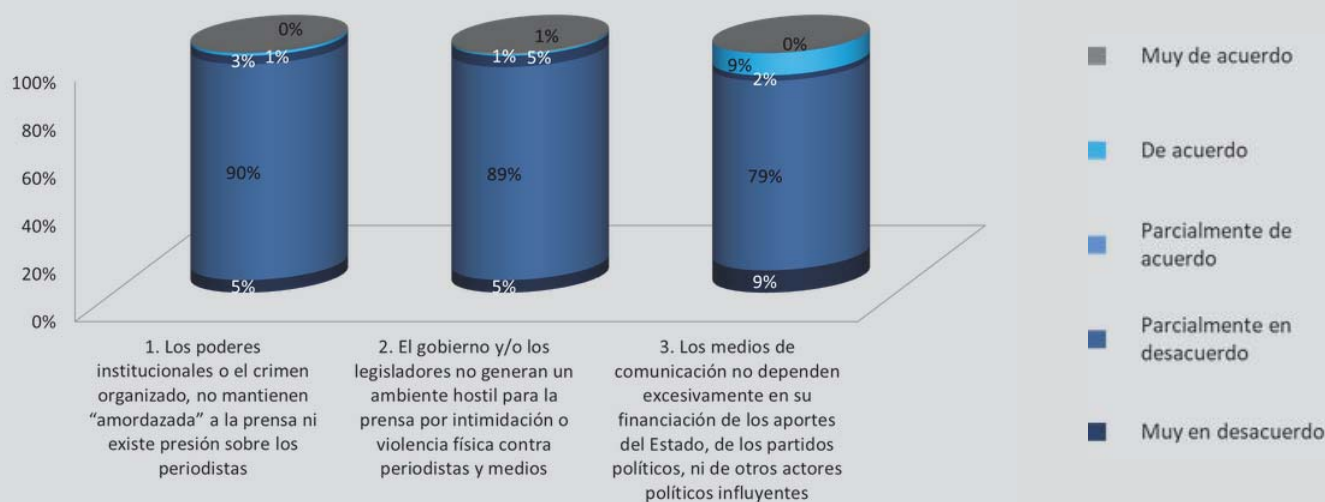 100%
80%
60%
40%
20%
0%
0%
3% 1%
90%
5%
1%
1% 5%
89%
5%
0%
9%
2%
79%
9%
1. Los poderes
institucionales o el crimen
organizado, no mantienen
“amordazada” a la prensa ni
existe presión sobre los
periodistas
2. El gobierno y/o los
legisladores no generan un
ambiente hostil para la
prensa por intimidación o
violencia física contra
periodistas y medios
3. Los medios de
comunicación no dependen
excesivamente en su
financiación de los aportes
del Estado, de los partidos
políticos, ni de otros actores
políticos influyentes
Muy de acuerdo
De acuerdo
Parcialmente de
acuerdo
Parcialmente en
desacuerdo
Muy en desacuerdo